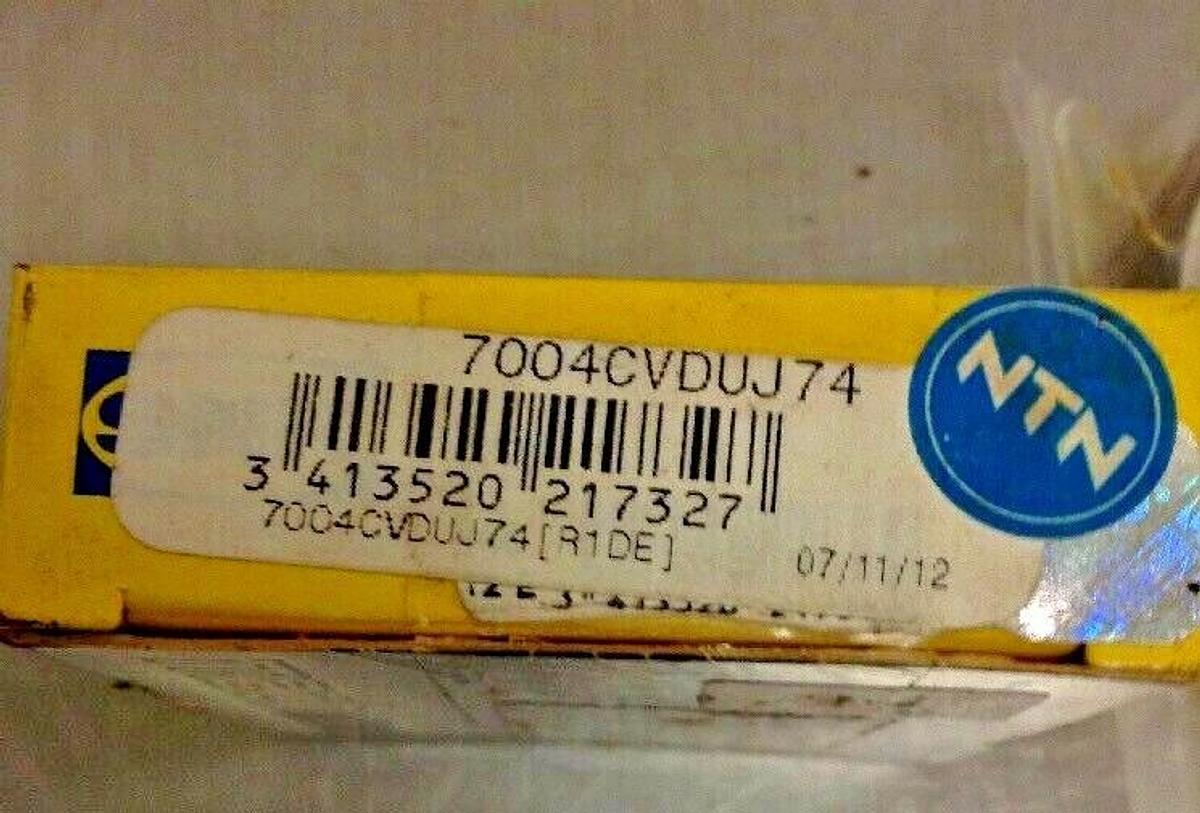 7004CVDUJ74
NTN
3 413520 217327
7004CVDUJ74[R1DE]
07/11/12